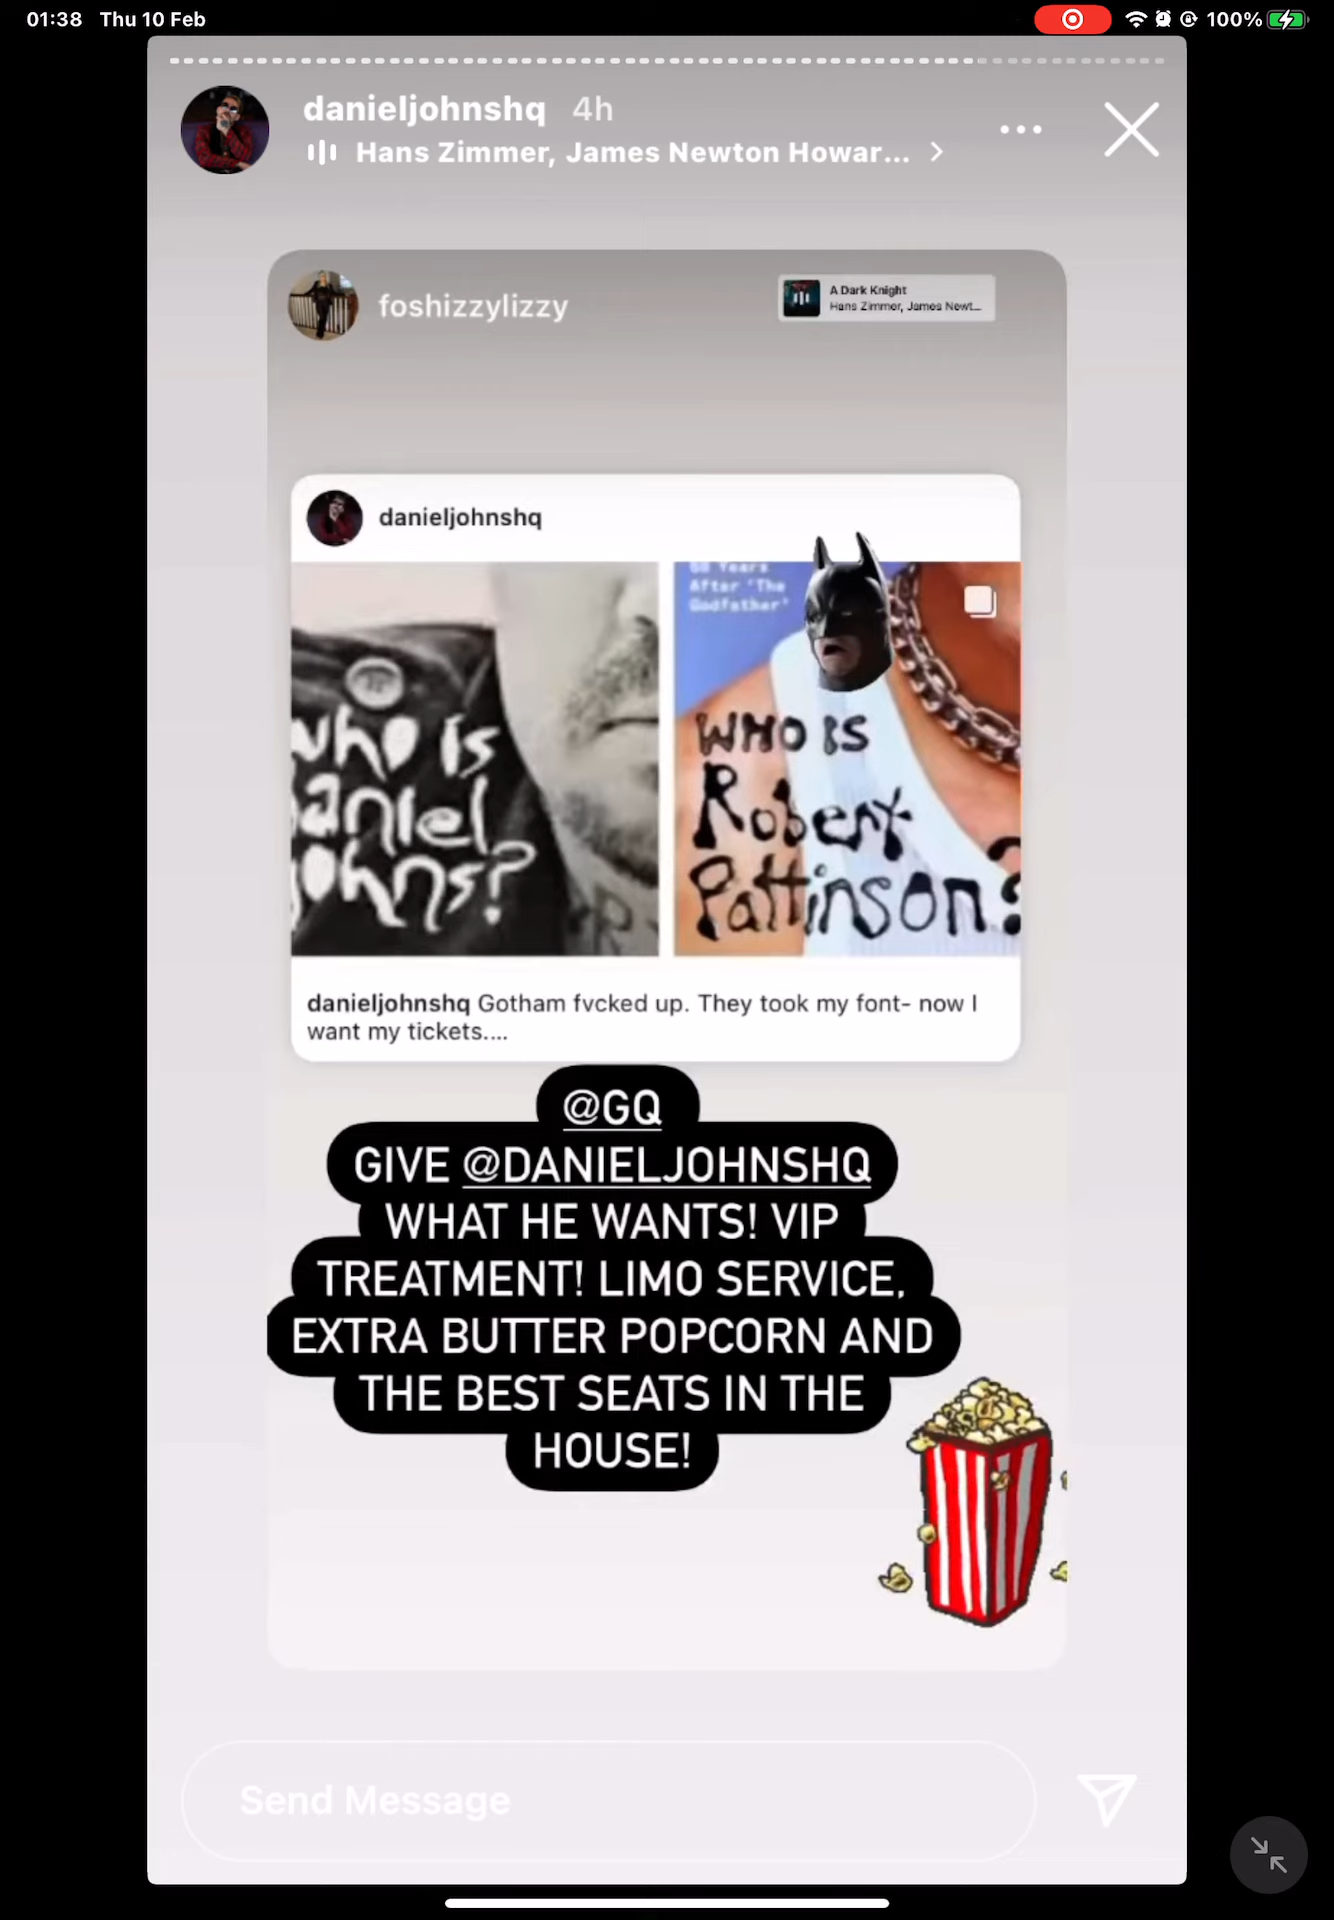 01:38 Thu 10 Feb
100%
danieljohnshq 4h
Hans Zimmer, James Newton Howar...
foshizzylizzy
A Dark Knight
Hans Zimmer, James Newt...
danieljohnshq
Years
After 'The
Godfather'
who is
aniel
Johns?
WHO IS
Robert
Pattinson?
danieljohnshq Gotham fvcked up. They took my font- now I
want my tickets....
@GQ
GIVE @DANIELJOHNSHQ
WHAT HE WANTS! VIP
TREATMENT! LIMO SERVICE,
EXTRA BUTTER POPCORN AND
THE BEST SEATS IN THE
HOUSE!
Send Message